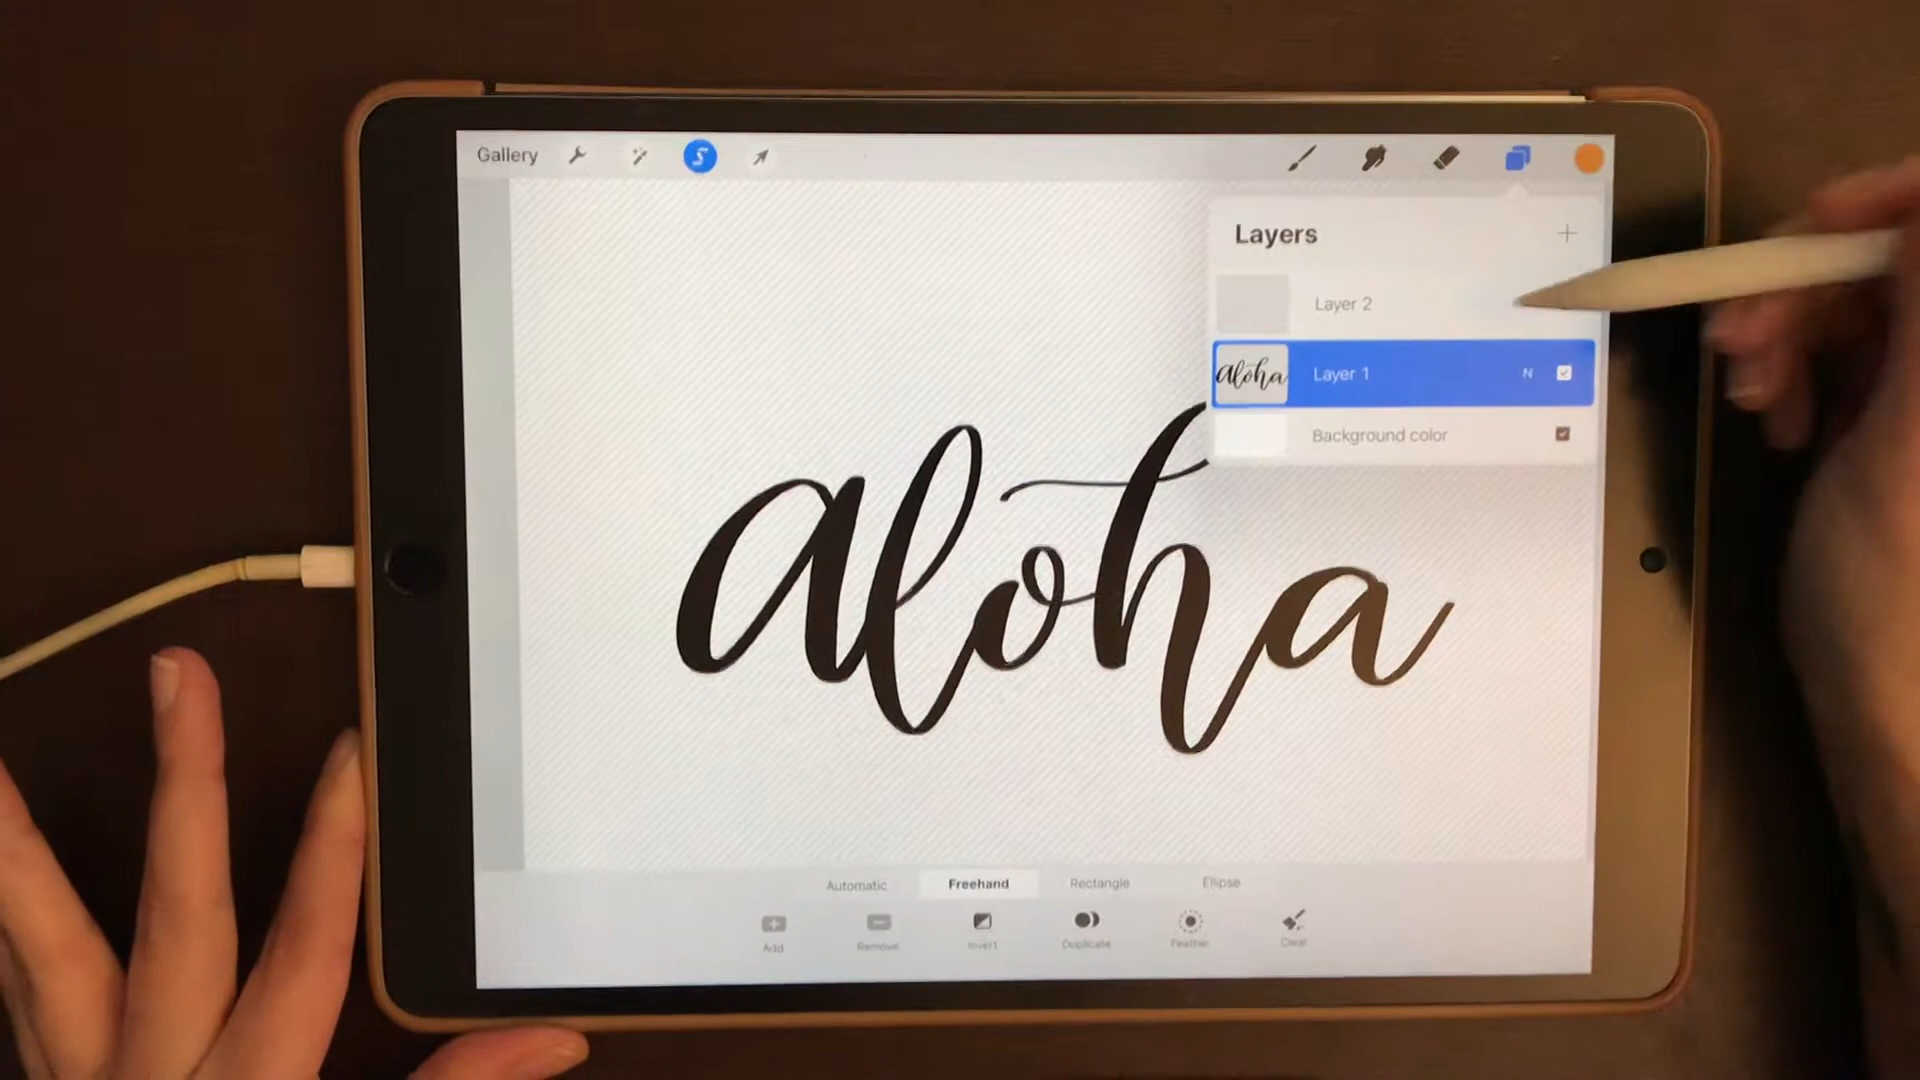 Gallery
Layers
Layer 2
aloha Layer 1 N
Background color
aloha
Automatic Freehand Rectangle Ellipse
Add Remove Invert Duplicate Feather Clear